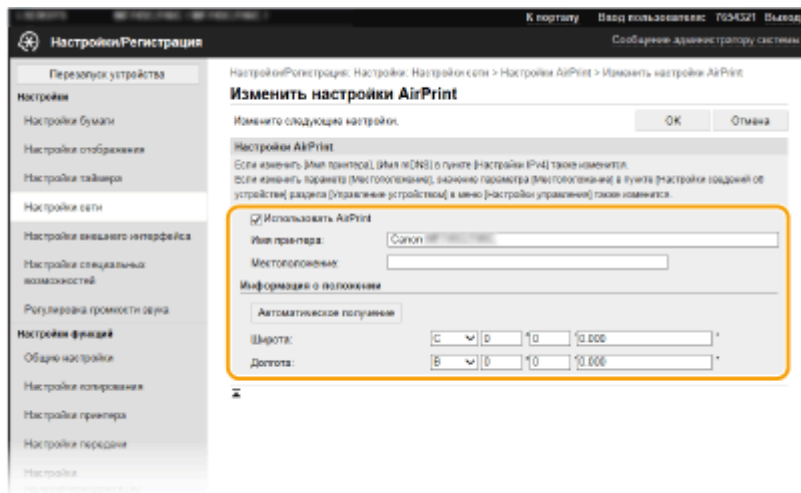 К порталу Ввод пользователя: 7654321 Выход
Настройки/Регистрация
Сообщение администратору системы
Перезапуск устройства
Настройки
Настройки бумаги
Настройки отображения
Настройки таймера
Настройки сети
Настройки внешнего интерфейса
Настройки специальных
возможностей
Регулировка громкости звука
Настройки функций
Общие настройки
Настройки копирования
Настройки принтера
Настройки передачи
Настройки
Настройки/Регистрация: Настройки: Настройки сети > Настройки AirPrint > Изменить настройки AirPrint
Изменить настройки AirPrint
Измените следующие настройки.
OK Отмена
Настройки AirPrint
Если изменить [Имя принтера], [Имя mDNS] в пункте [Настройки IPv4] также изменится.
Если изменить параметр [Местоположение], значение параметра [Местоположение] в пункте [Настройки сведений об
устройстве] раздела [Управление устройством] в меню [Настройки управления] также изменится.
Использовать AirPrint
Имя принтера: Canon
Местоположение:
Информация о положении
Автоматическое получение
Широта: С 0 ° 0 ' 0.000 "
Долгота: В 0 ° 0 ' 0.000 "